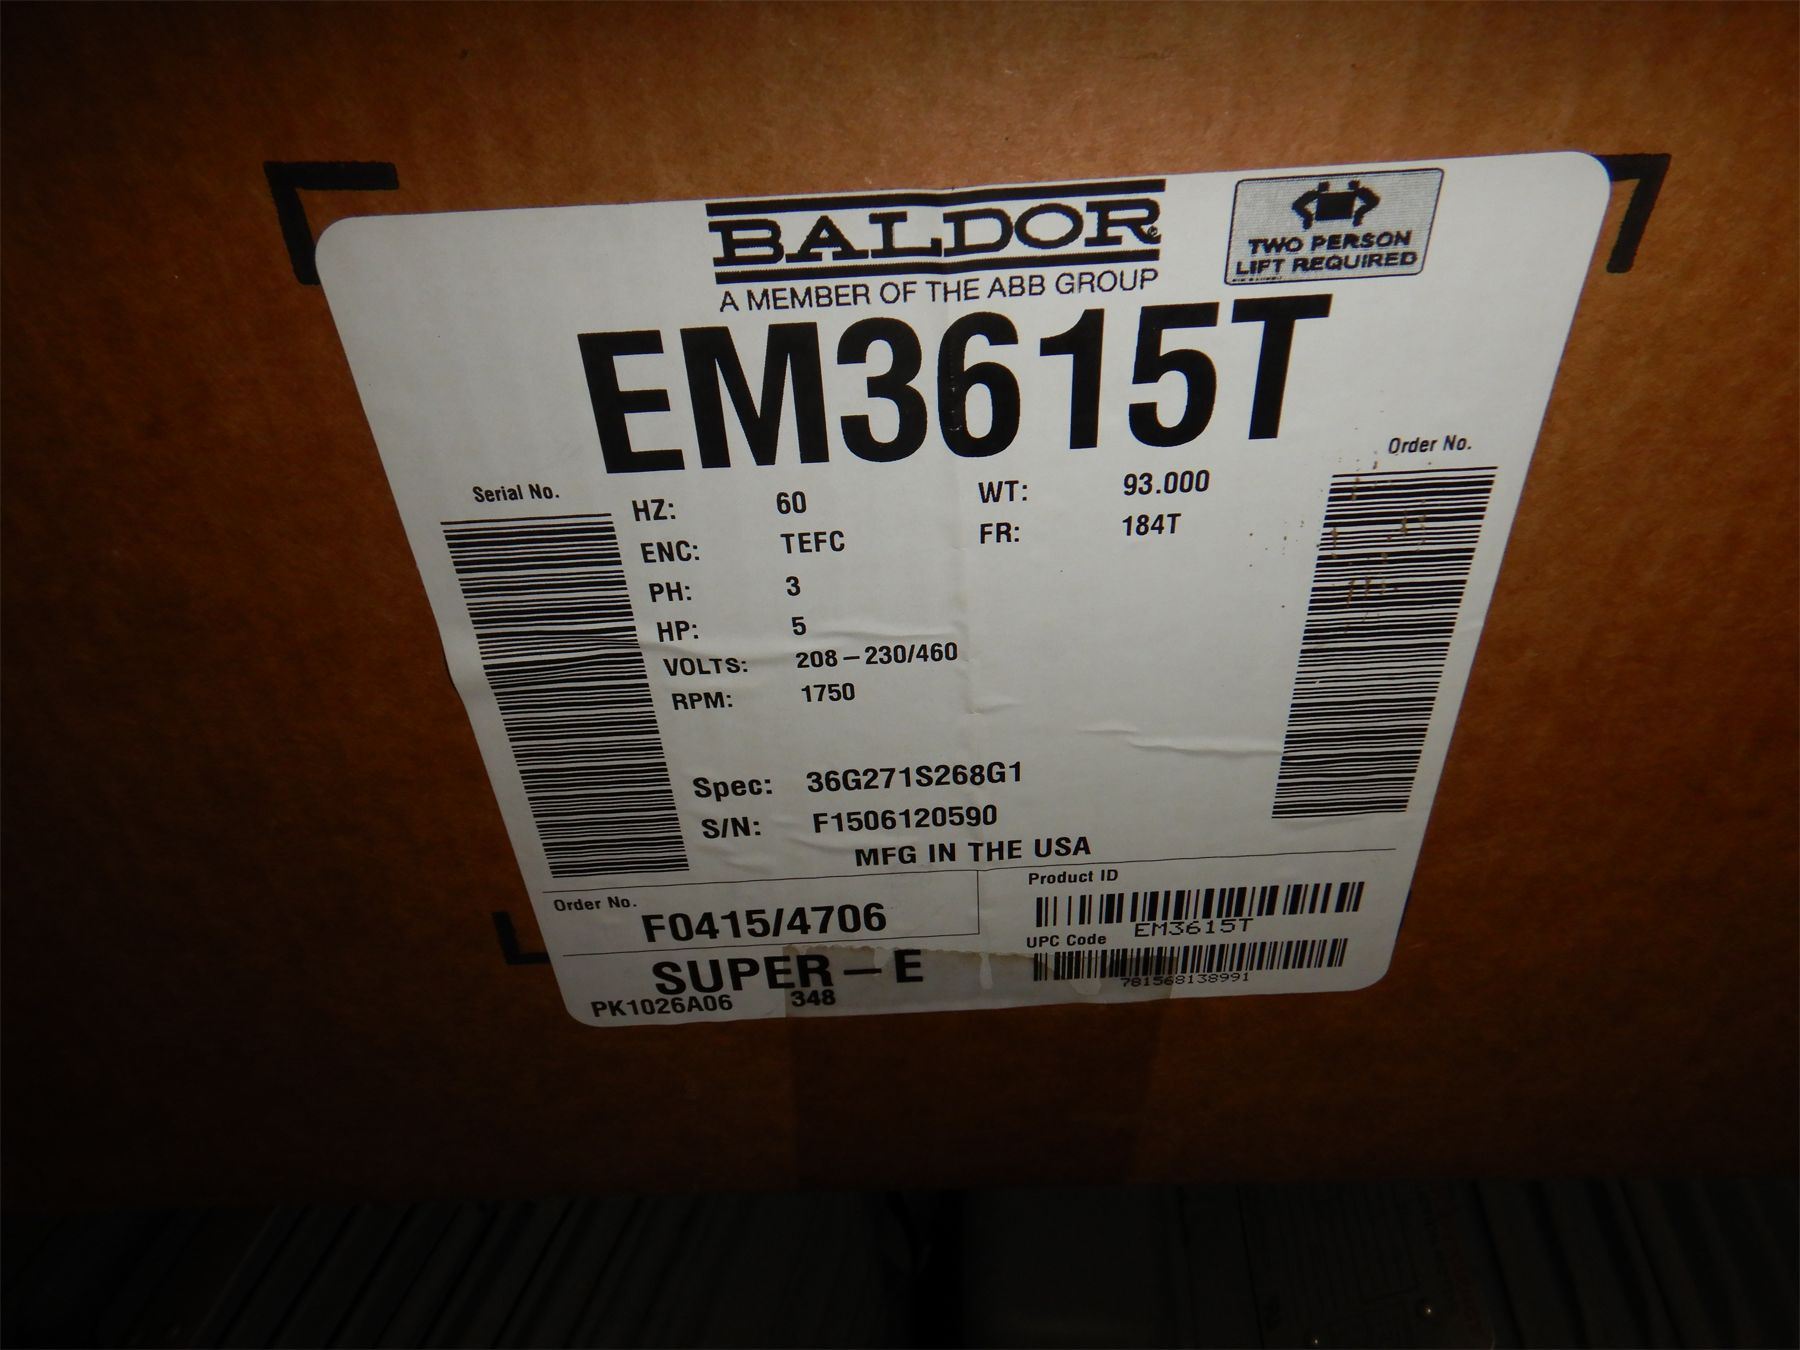 BALDOR
A MEMBER OF THE ABB GROUP
TWO PERSON
LIFT REQUIRED
EM3615T
Serial No.
Order No.
HZ: 60 WT: 93.000
ENC: TEFC FR: 184T
PH: 3
HP: 5
VOLTS: 208-230/460
RPM: 1750
Spec: 36G271S268G1
S/N: F1506120590
MFG IN THE USA
Order No.
F0415/4706
Product ID
EM3615T
UPC Code
781568138991
SUPER-E
PK1026A06 348